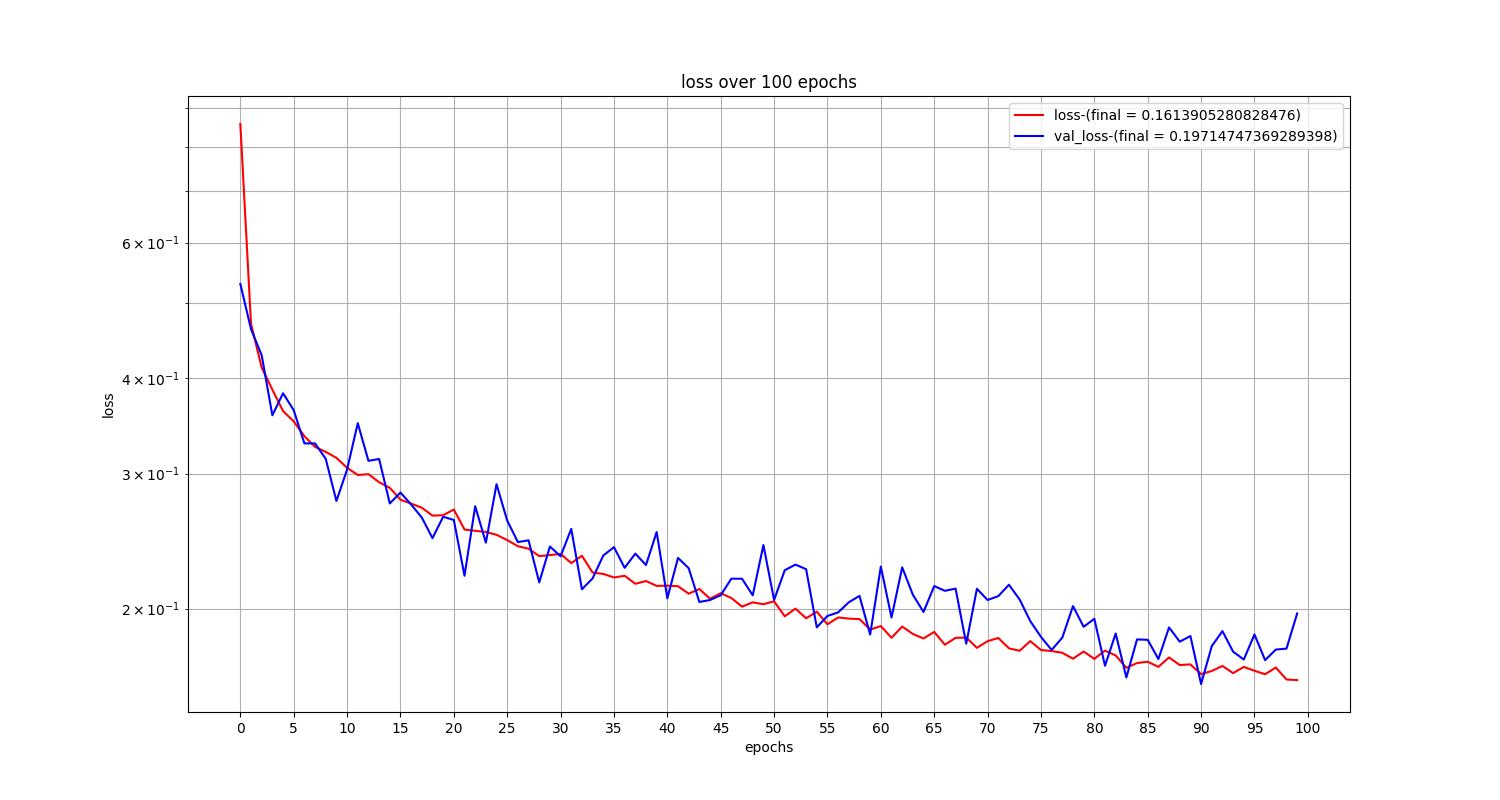 loss over 100 epochs
loss-(final = 0.1613905280828476)
val_loss-(final = 0.19714747369289398)
6 × 10⁻¹
4 × 10⁻¹
3 × 10⁻¹
2 × 10⁻¹
loss
0 5 10 15 20 25 30 35 40 45 50 55 60 65 70 75 80 85 90 95 100
epochs